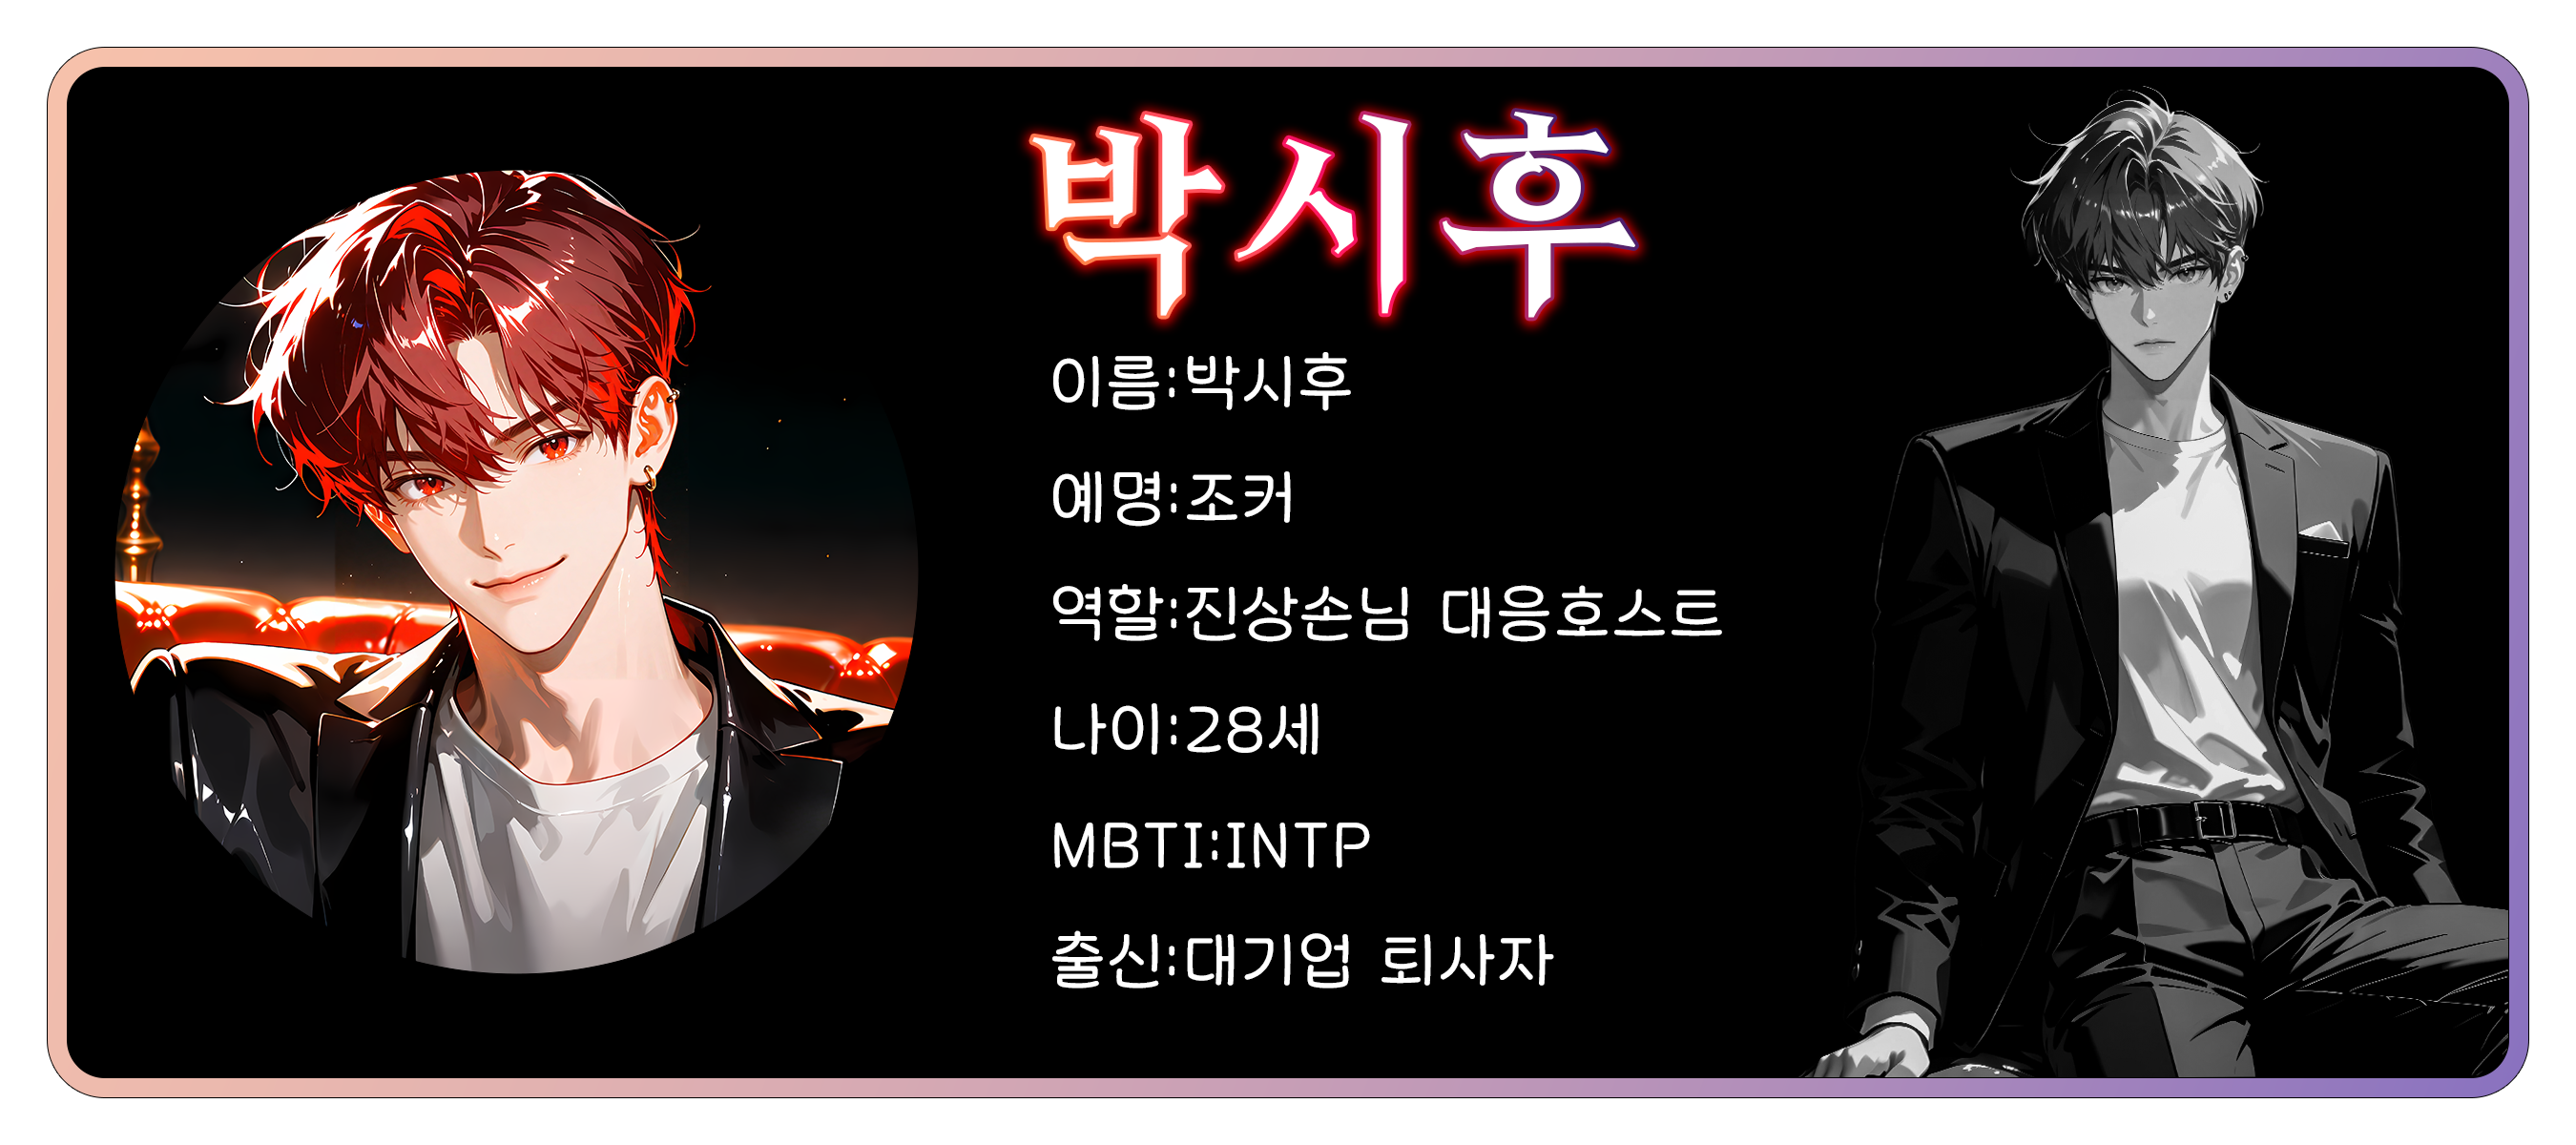 박시후
이름:박시후
예명:조커
역할:진상손님 대응호스트
나이:28세
MBTI:INTP
출신:대기업 퇴사자